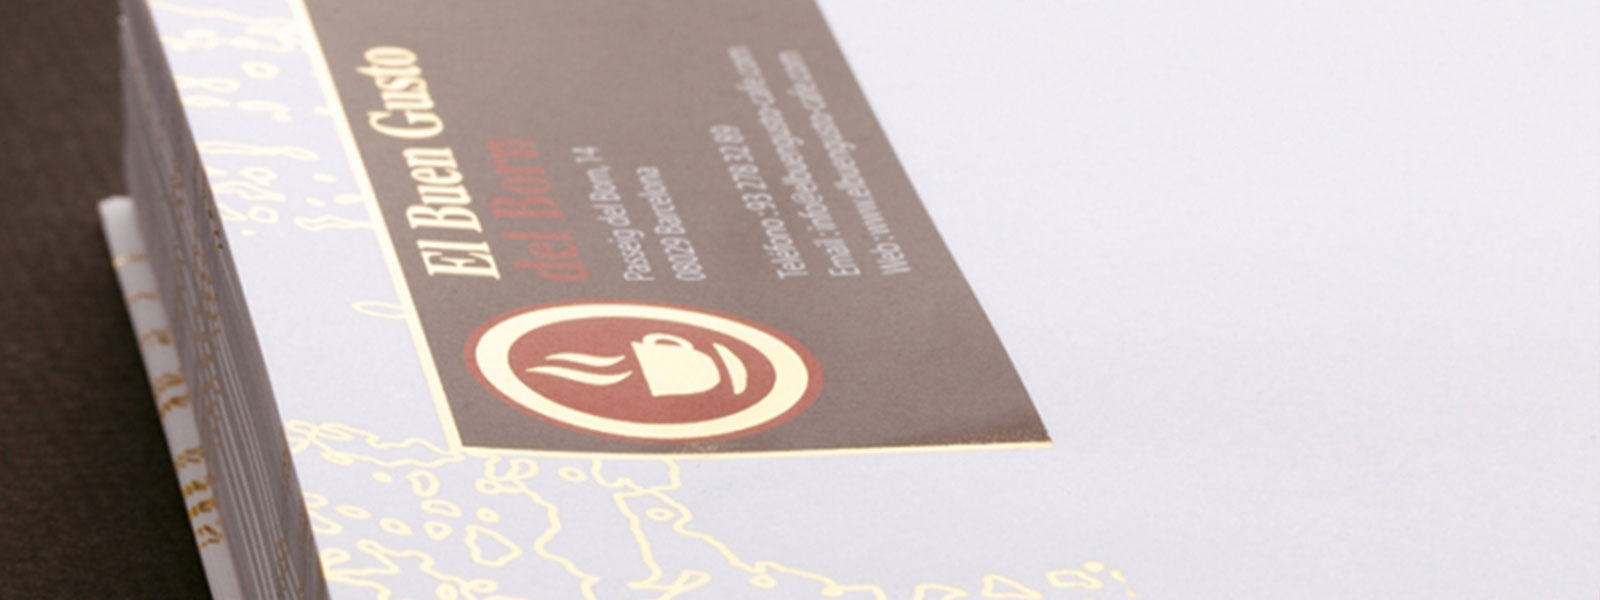 El Buen Gusto
del Born
Passeig del Born, 14
08029 Barcelona
Teléfono : 93 278 32 89
Email : info@elbuengusto-cafe.com
Web : www.elbuengusto-cafe.com